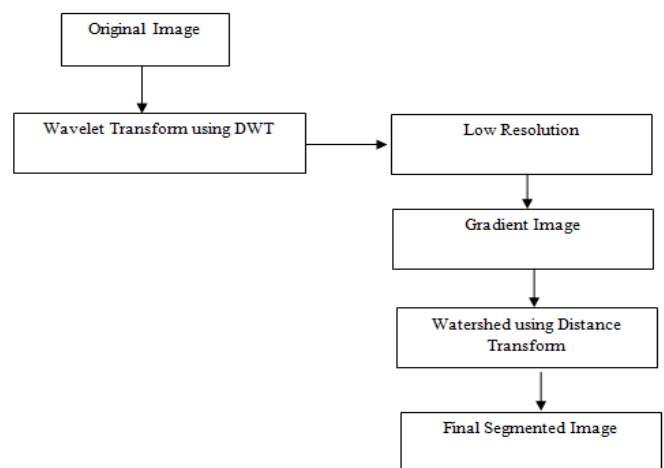 Original Image
Wavelet Transform using DWT
Low Resolution
Gradient Image
Watershed using Distance
Transform
Final Segmented Image